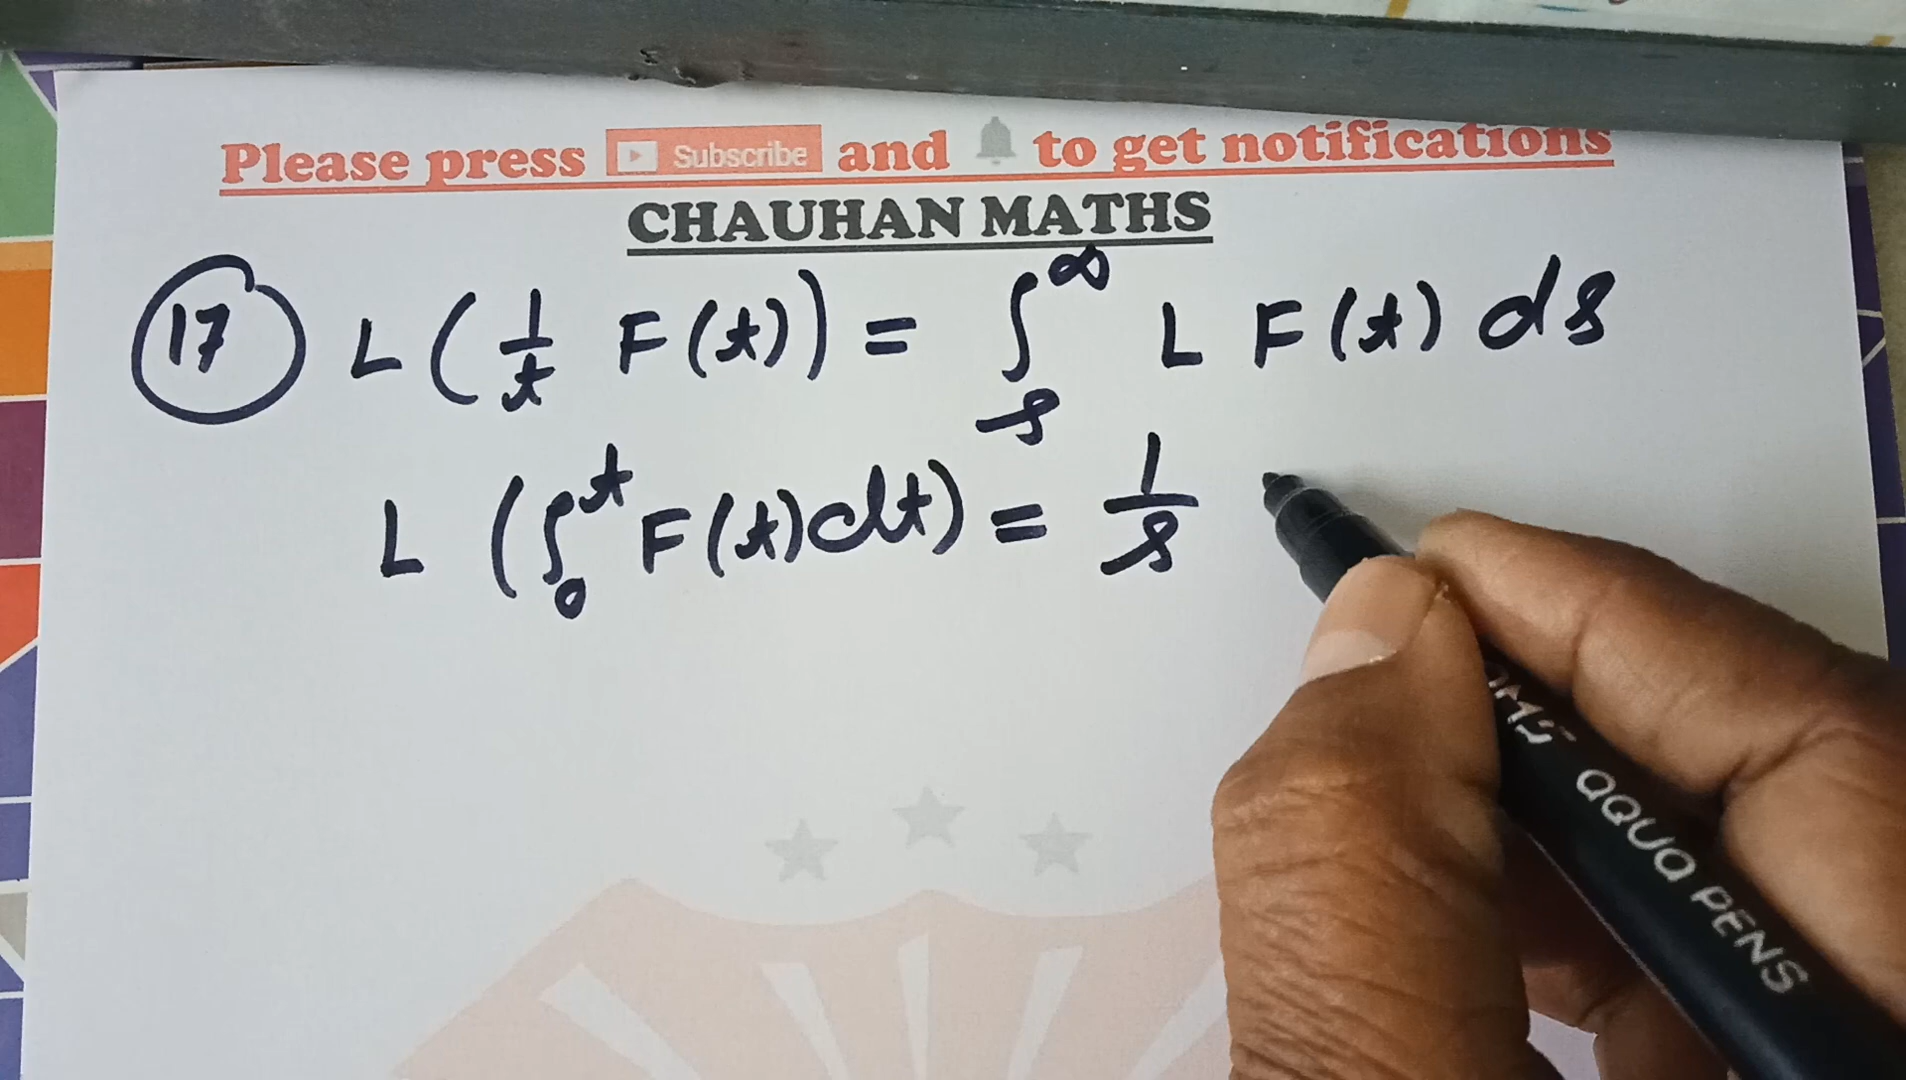 Please press Subscribe and to get notifications
CHAUHAN MATHS
17 L(1/t F(t)) = ∫_s^∞ L F(t) ds
L (∫_0^t F(t)dt) = 1/s
AQUA PENS